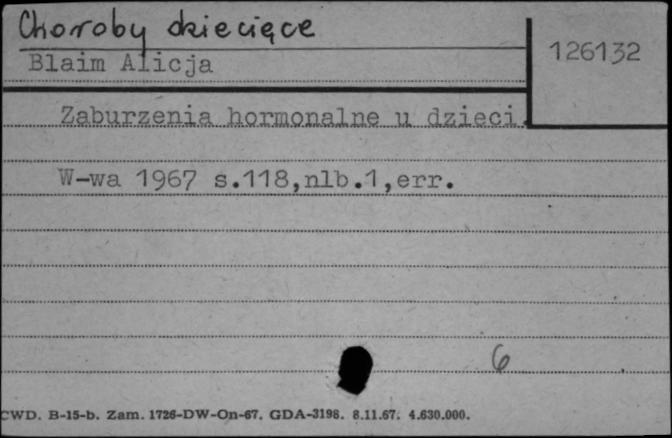 Choroby dziecięce
126132
Blaim Alicja
Zaburzenia hormonalne u dzieci.
W-wa 1967 s.118,nlb.1,err.
6
CWD. B-15-b. Zam. 1726-DW-On-67. GDA-3198. 8.11.67. 4.630.000.